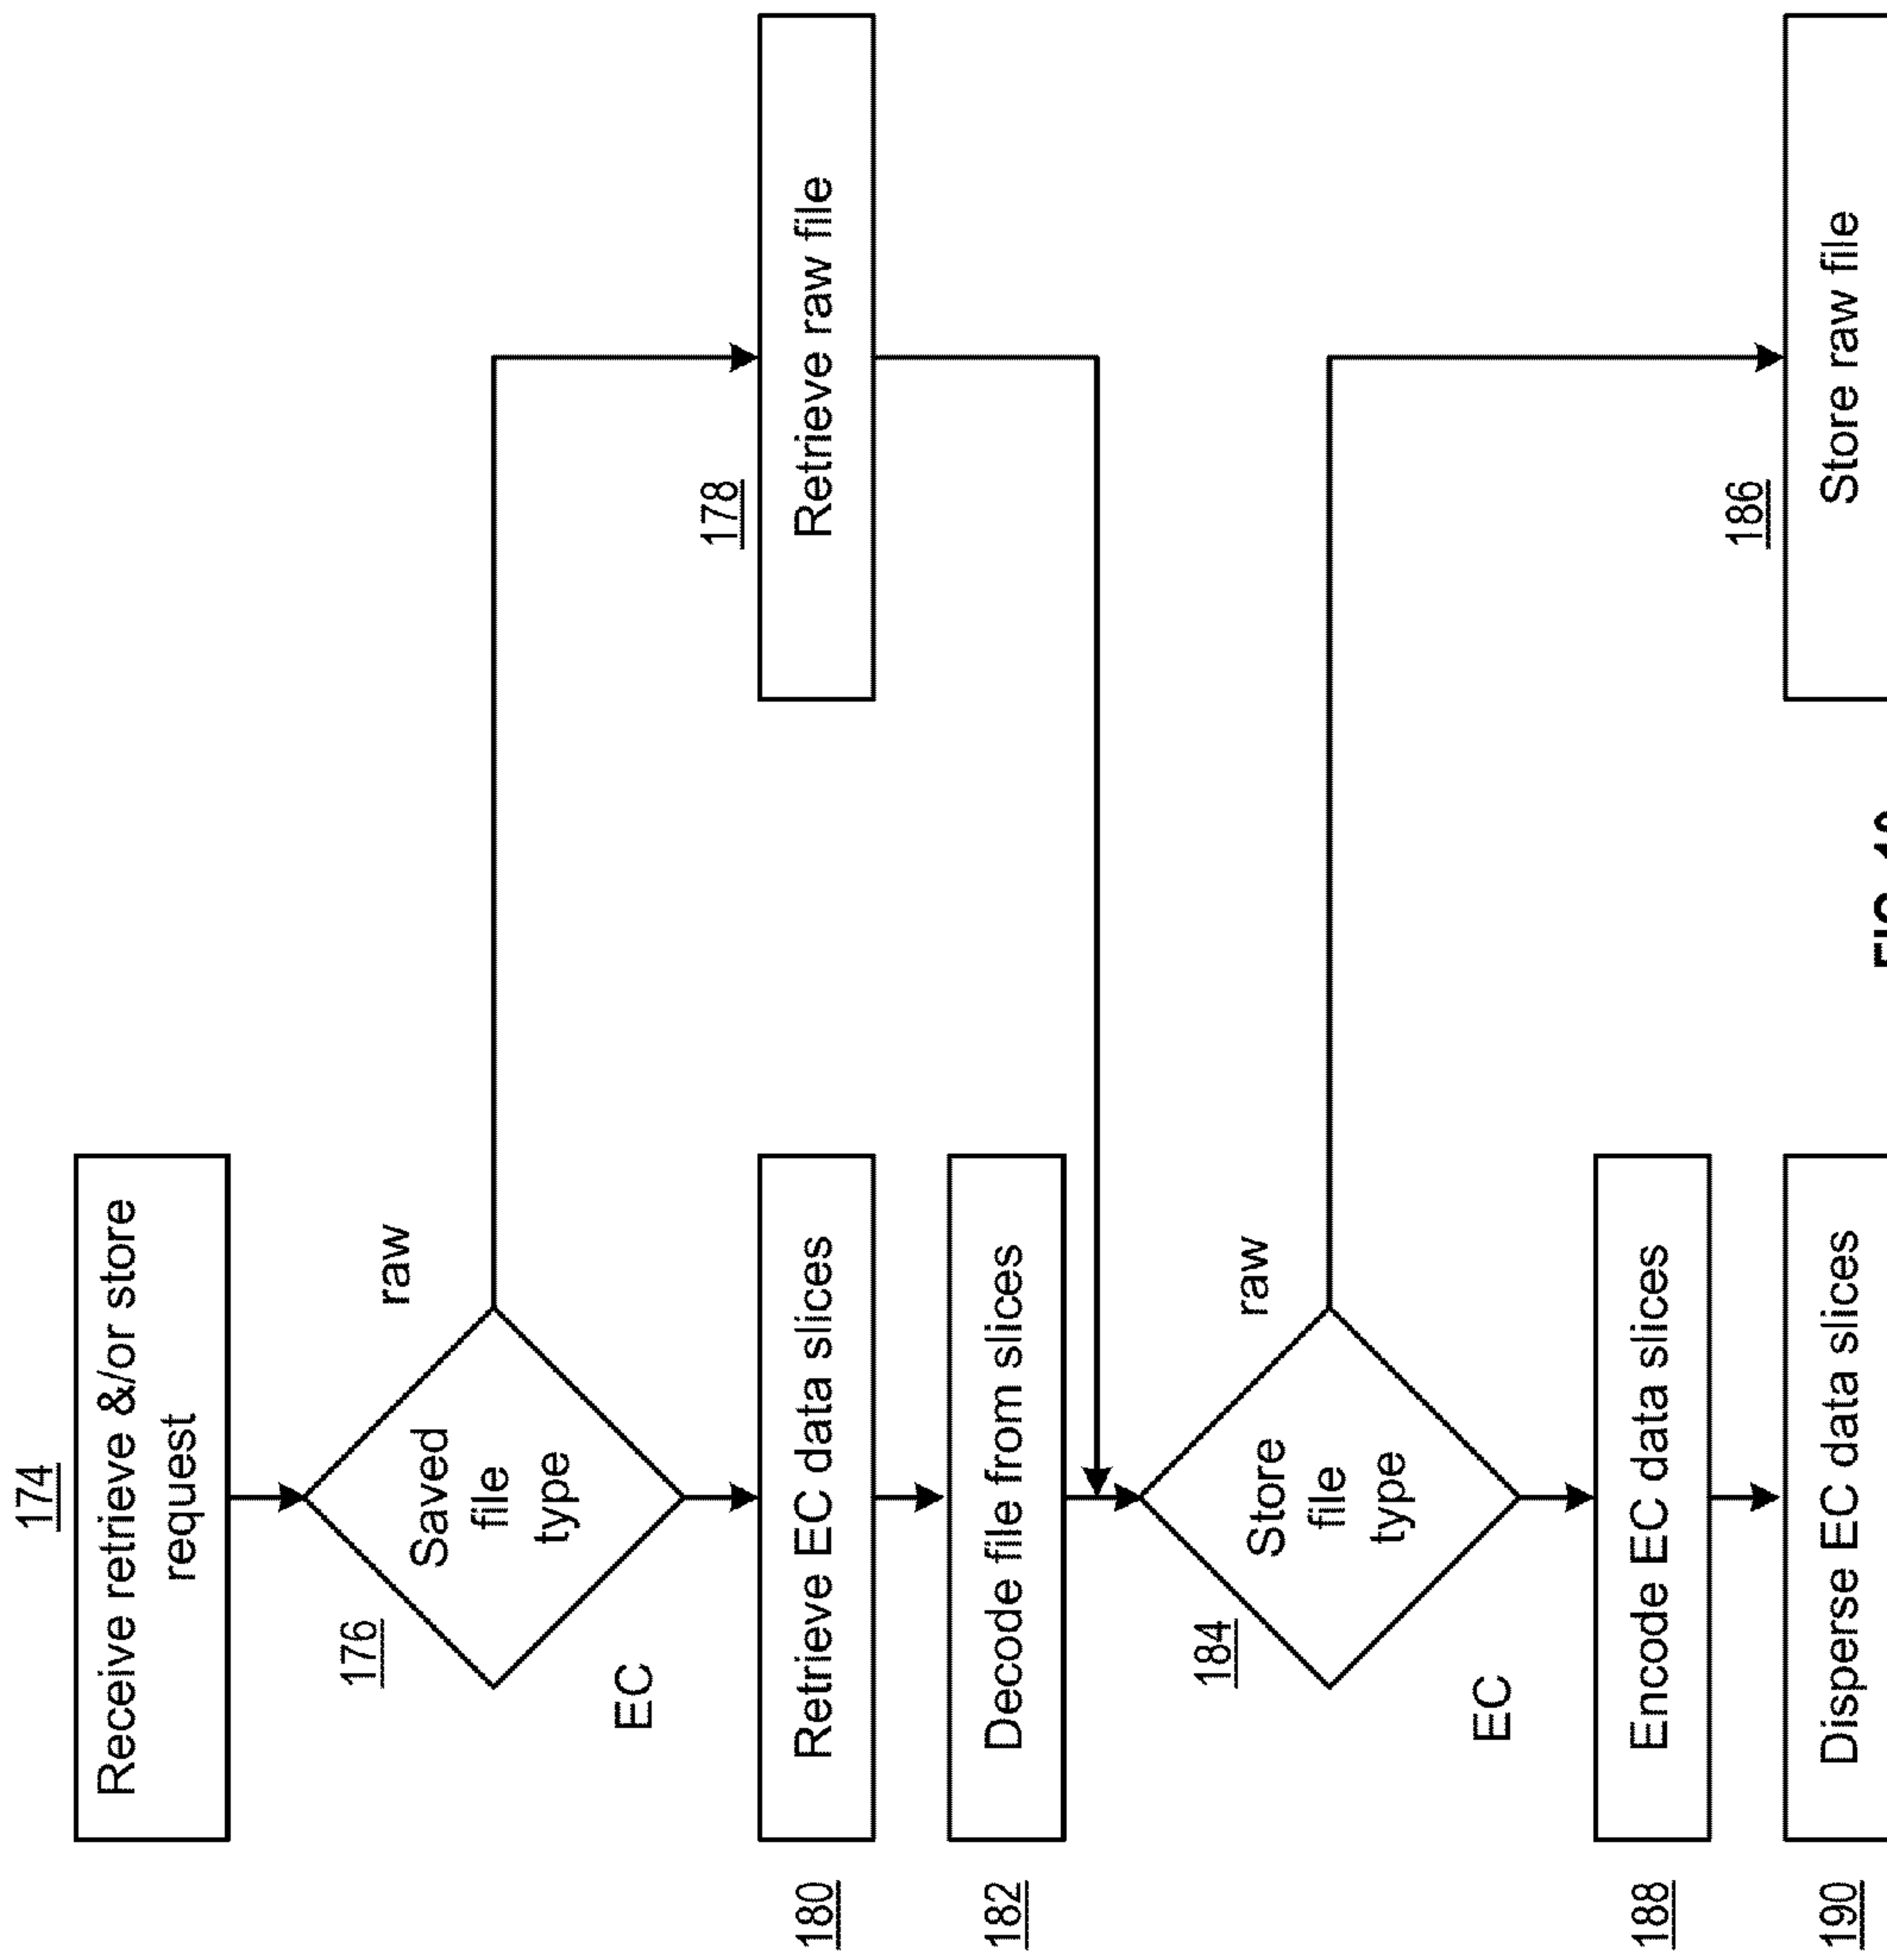 174
Receive retrieve &/or store
request
176
Saved
file
type
raw
EC
178
Retrieve raw file
180
Retrieve EC data slices
182
Decode file from slices
184
Store
file
type
raw
EC
186
Store raw file
188
Encode EC data slices
190
Disperse EC data slices